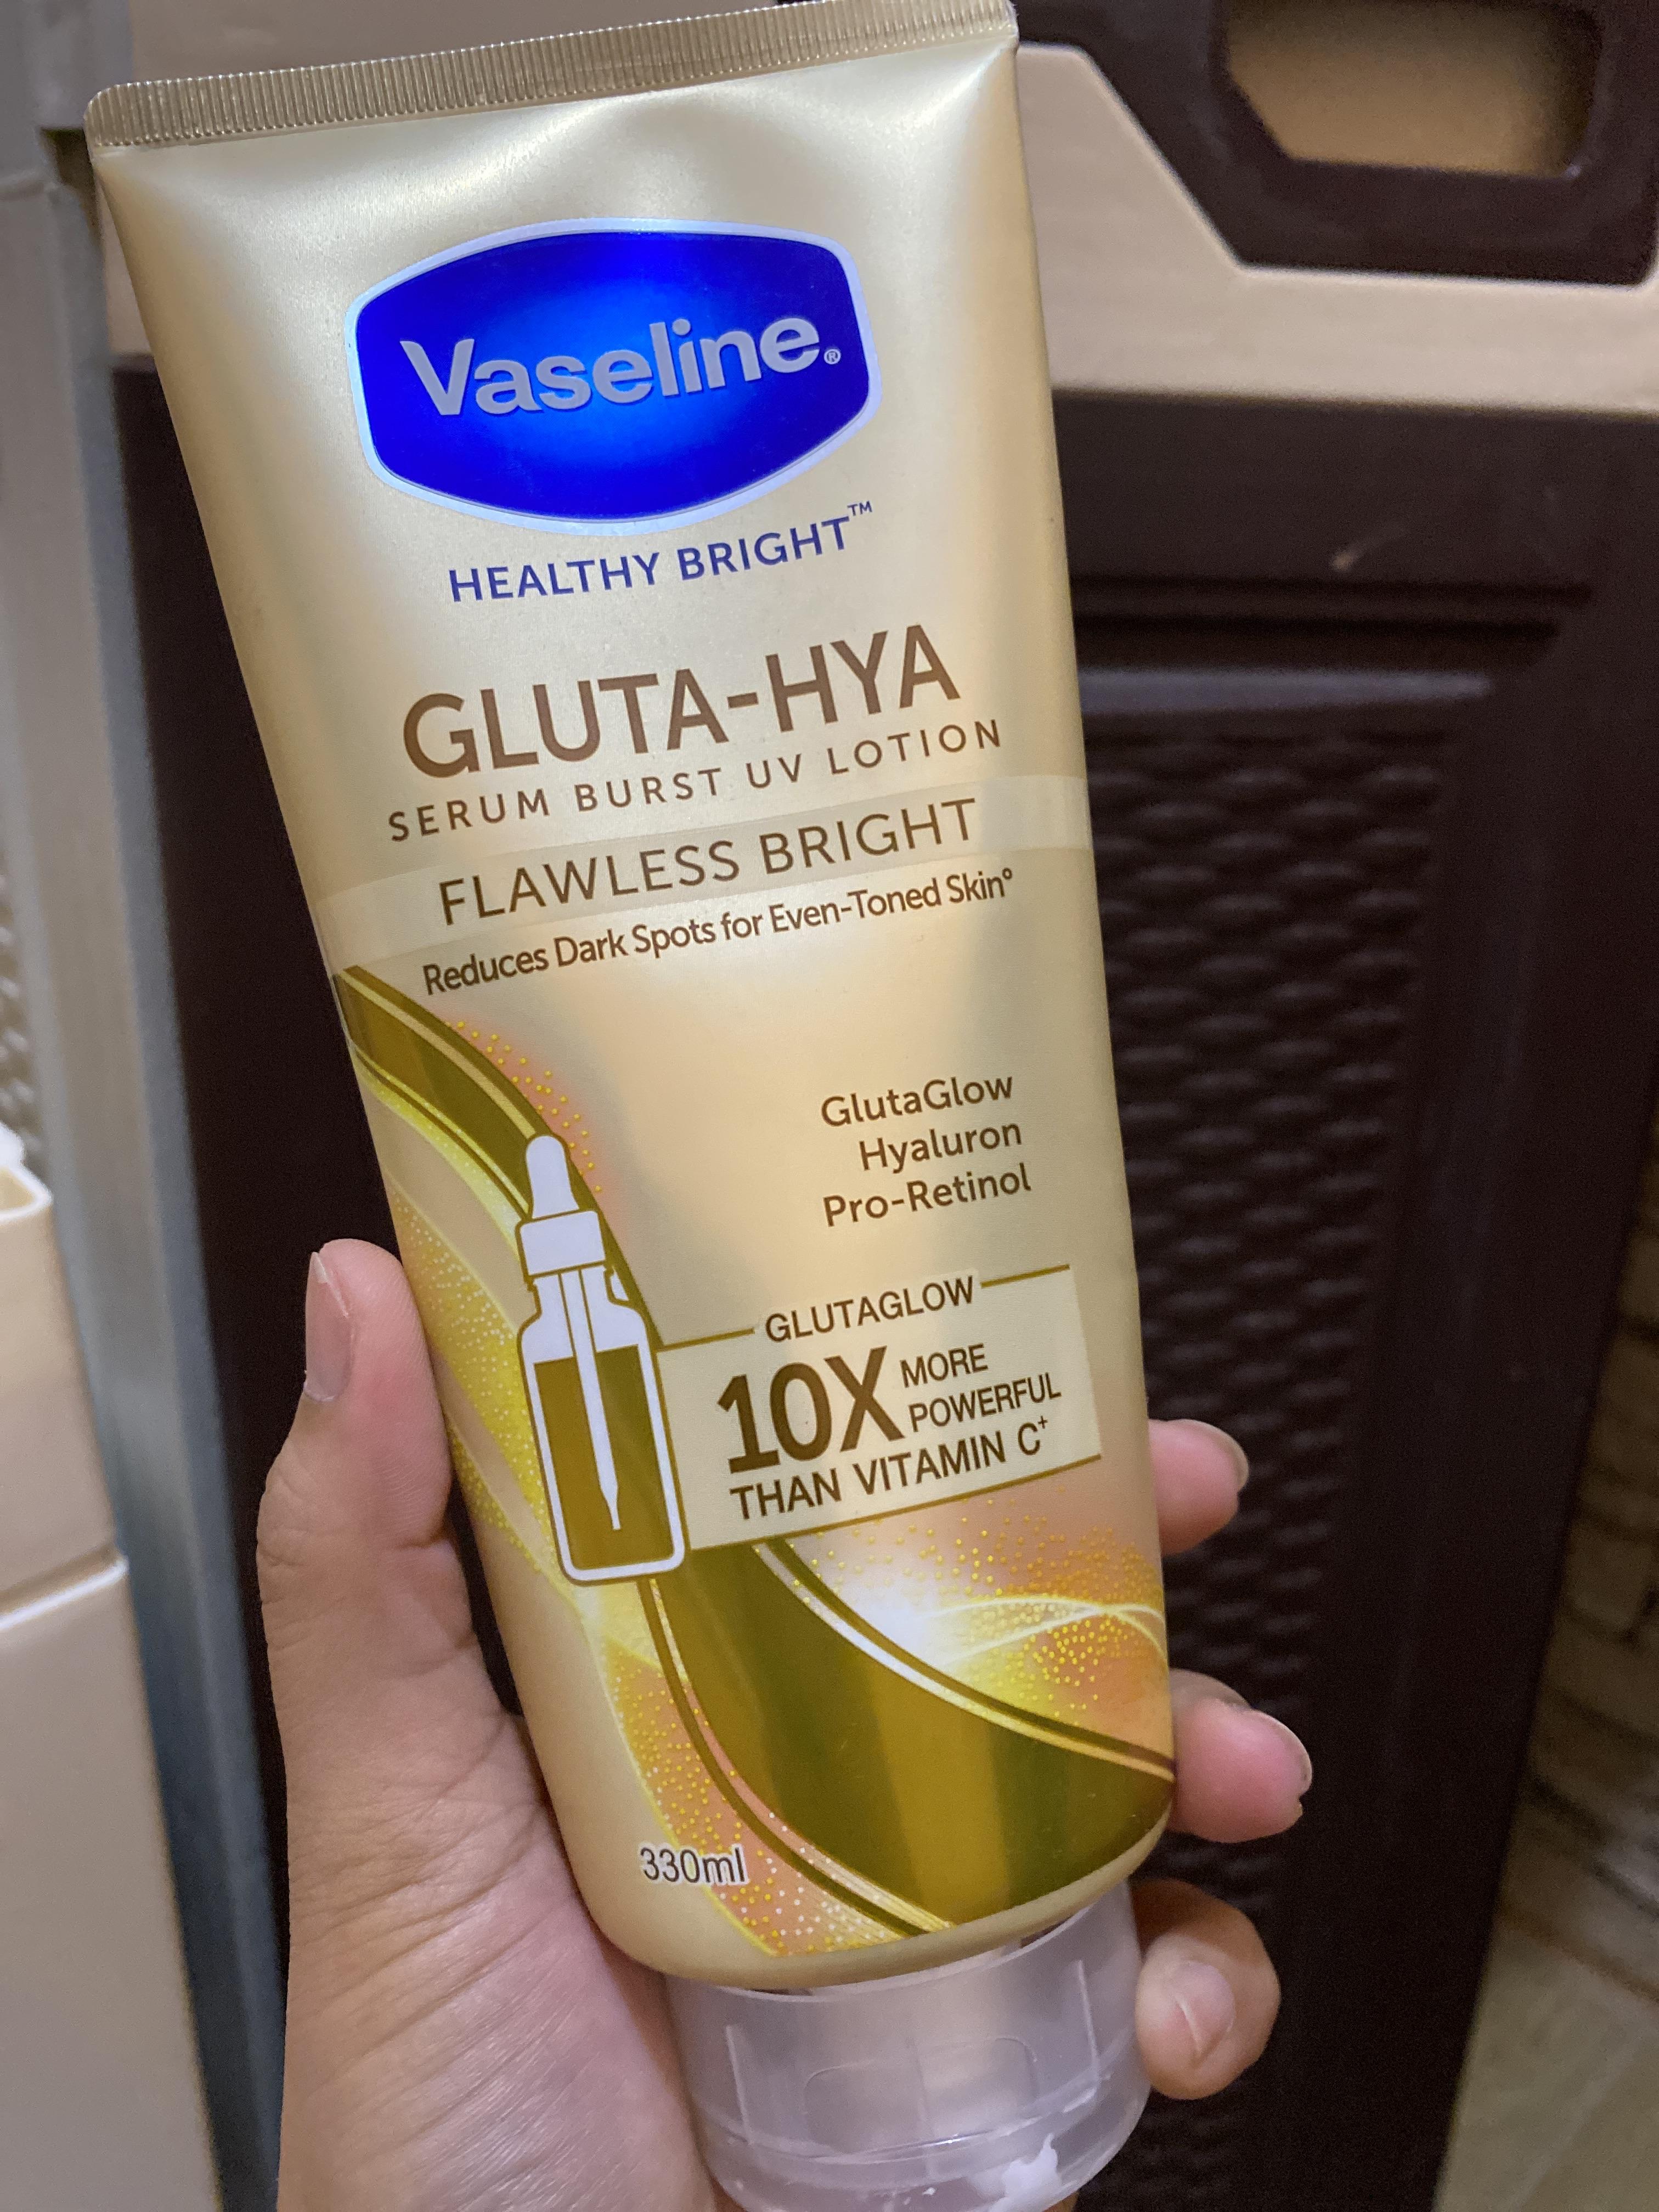 Vaseline®
HEALTHY BRIGHT™
GLUTA-HYA
SERUM BURST UV LOTION
FLAWLESS BRIGHT
Reduces Dark Spots for Even-Toned Skin°
GlutaGlow
Hyaluron
Pro-Retinol
GLUTAGLOW
10X MORE
POWERFUL
THAN VITAMIN C⁺
330ml